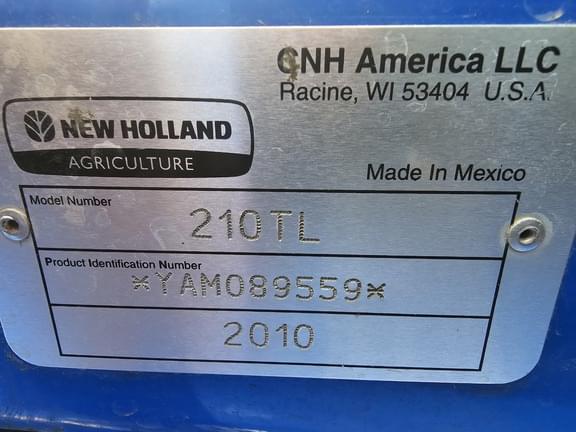 CNH America LLC
Racine, WI 53404 U.S.A.
NEW HOLLAND
AGRICULTURE
Made In Mexico
Model Number
210TL
Product Identification Number
*YAM089559*
2010